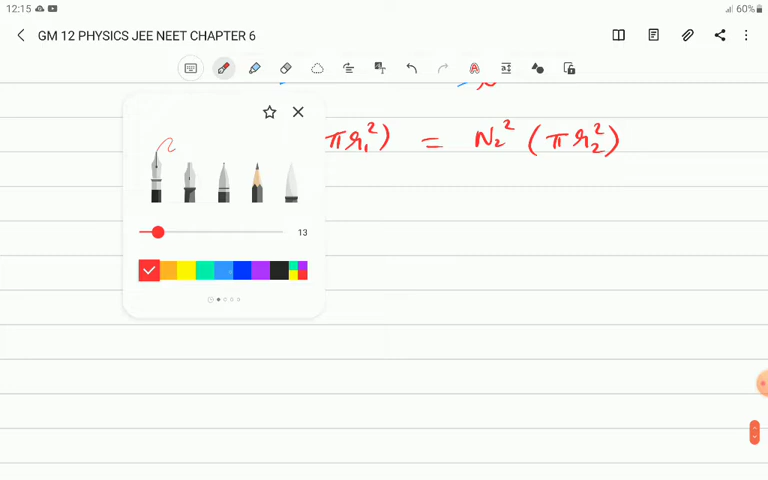 12:15 60%
GM 12 PHYSICS JEE NEET CHAPTER 6
πr₁²) = N₂² (πr₂²)
13